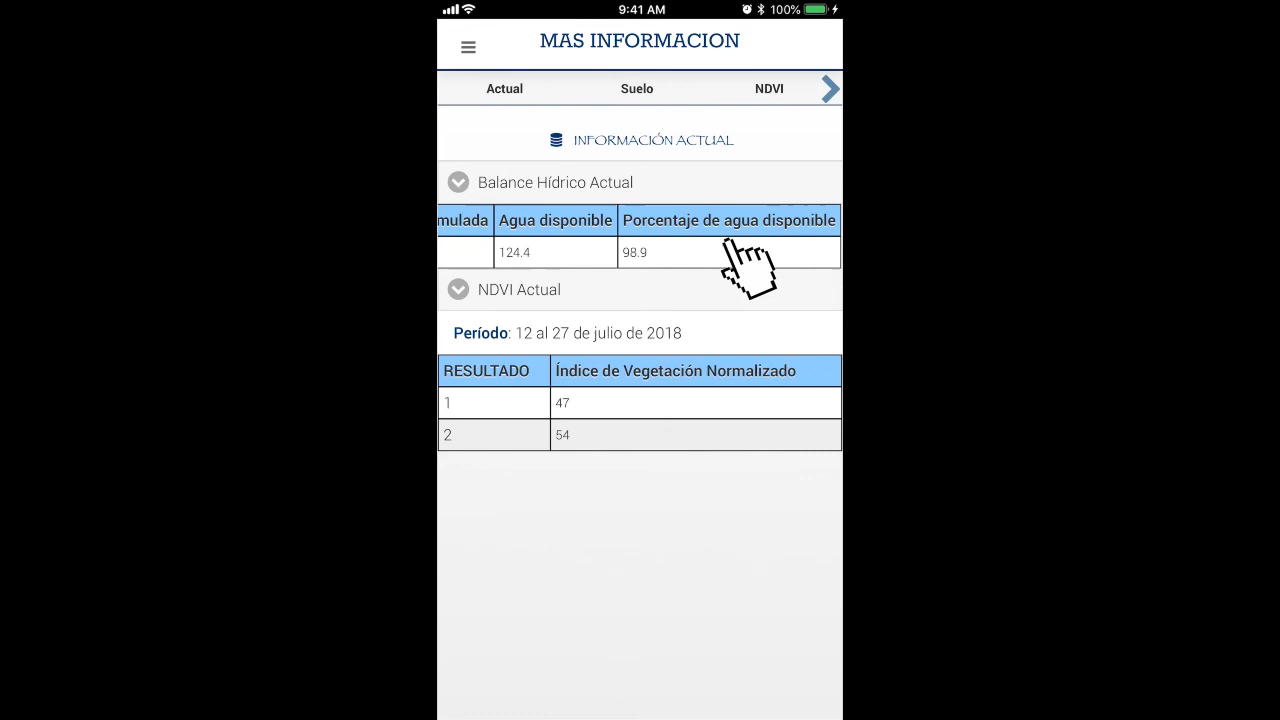 9:41 AM
100%
MAS INFORMACION
Actual Suelo NDVI
INFORMACIÓN ACTUAL
Balance Hídrico Actual
mulada Agua disponible Porcentaje de agua disponible
124.4 98.9
NDVI Actual
Período: 12 al 27 de julio de 2018
RESULTADO Índice de Vegetación Normalizado
1 47
2 54